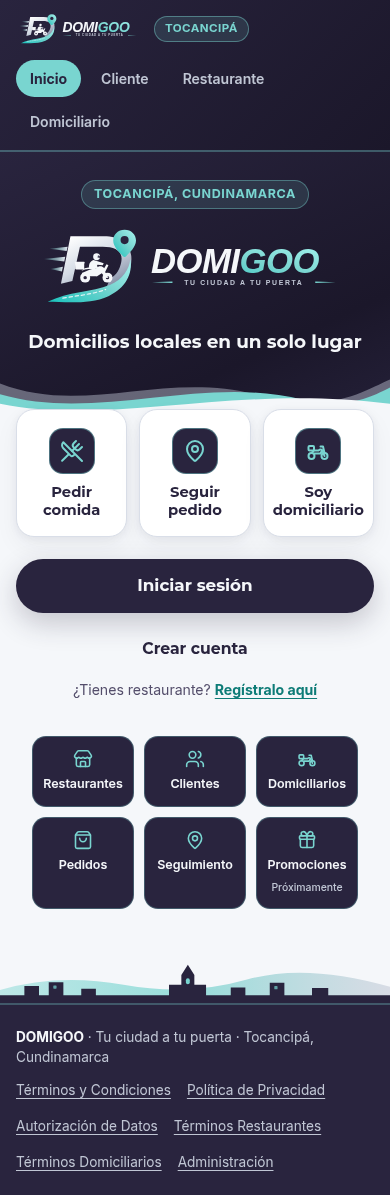 DOMIGOO
TU CIUDAD A TU PUERTA
TOCANCIPÁ
Inicio
Cliente
Restaurante
Domiciliario
TOCANCIPÁ, CUNDINAMARCA
DOMIGOO
TU CIUDAD A TU PUERTA
Domicilios locales en un solo lugar
Pedir
comida
Seguir
pedido
Soy
domiciliario
Iniciar sesión
Crear cuenta
¿Tienes restaurante? Regístralo aquí
Restaurantes
Clientes
Domiciliarios
Pedidos
Seguimiento
Promociones
Próximamente
DOMIGOO · Tu ciudad a tu puerta · Tocancipá,
Cundinamarca
Términos y Condiciones
Política de Privacidad
Autorización de Datos
Términos Restaurantes
Términos Domiciliarios
Administración